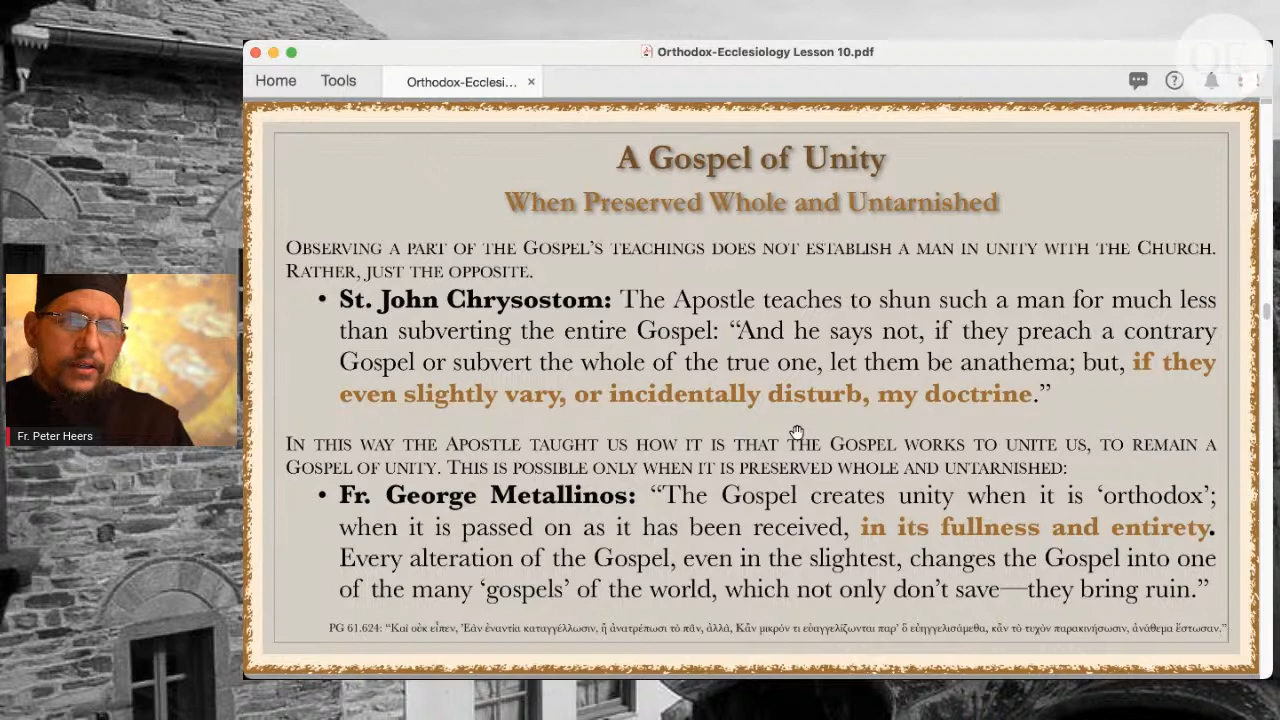 Orthodox-Ecclesiology Lesson 10.pdf
OE
Home Tools Orthodox-Ecclesi... ×
A Gospel of Unity
When Preserved Whole and Untarnished
OBSERVING A PART OF THE GOSPEL'S TEACHINGS DOES NOT ESTABLISH A MAN IN UNITY WITH THE CHURCH.
RATHER, JUST THE OPPOSITE.
• St. John Chrysostom: The Apostle teaches to shun such a man for much less
than subverting the entire Gospel: “And he says not, if they preach a contrary
Gospel or subvert the whole of the true one, let them be anathema; but, if they
even slightly vary, or incidentally disturb, my doctrine.”
Fr. Peter Heers
IN THIS WAY THE APOSTLE TAUGHT US HOW IT IS THAT THE GOSPEL WORKS TO UNITE US, TO REMAIN A
GOSPEL OF UNITY. THIS IS POSSIBLE ONLY WHEN IT IS PRESERVED WHOLE AND UNTARNISHED:
• Fr. George Metallinos: “The Gospel creates unity when it is ‘orthodox’;
when it is passed on as it has been received, in its fullness and entirety.
Every alteration of the Gospel, even in the slightest, changes the Gospel into one
of the many ‘gospels’ of the world, which not only don’t save—they bring ruin.”
PG 61.624: “Καὶ οὐκ εἶπεν, Ἐὰν ἐναντία καταγγέλλωσιν, ἢ ἀνατρέπωσι τὸ πᾶν, ἀλλὰ, Κἂν μικρόν τι εὐαγγελίζωνται παρ’ ὃ εὐηγγελισάμεθα, κἂν τὸ τυχὸν παρακινήσωσιν, ἀνάθεμα ἔστωσαν.”